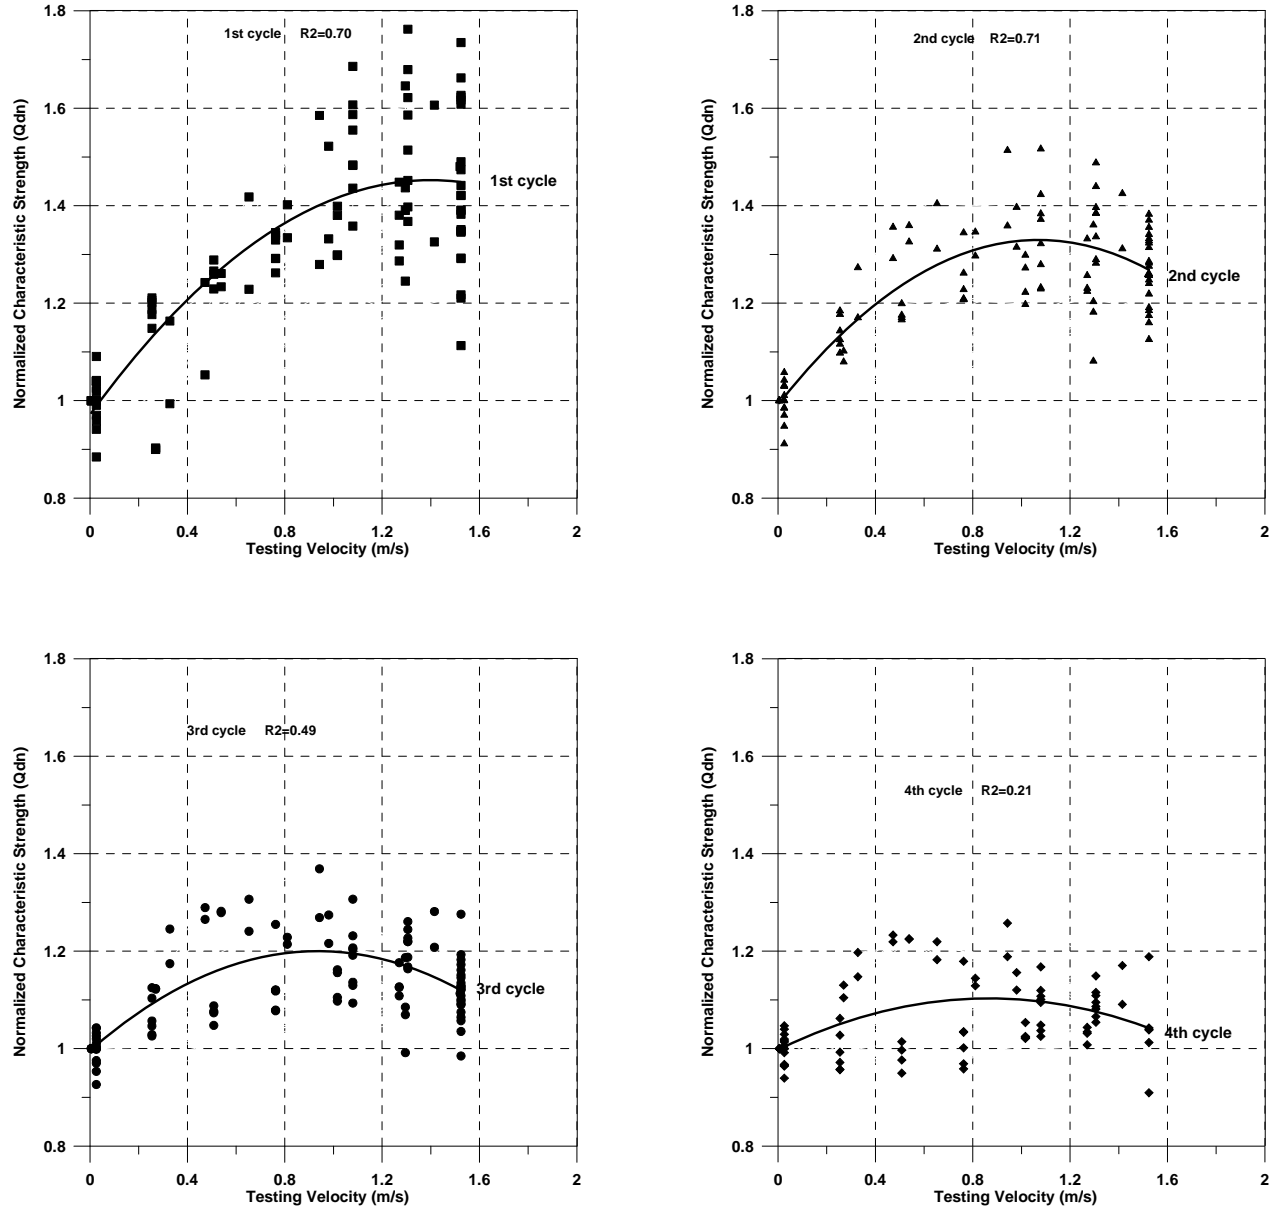 1.8
1st cycle R2=0.70
1.6
1.4
1st cycle
1.2
1
0.8
0 0.4 0.8 1.2 1.6 2
Testing Velocity (m/s)
Normalized Characteristic Strength (Qdn)
1.8
2nd cycle R2=0.71
1.6
1.4
2nd cycle
1.2
1
0.8
0 0.4 0.8 1.2 1.6 2
Testing Velocity (m/s)
Normalized Characteristic Strength (Qdn)
1.8
3rd cycle R2=0.49
1.6
1.4
1.2
3rd cycle
1
0.8
0 0.4 0.8 1.2 1.6 2
Testing Velocity (m/s)
Normalized Characteristic Strength (Qdn)
1.8
1.6
4th cycle R2=0.21
1.4
1.2
4th cycle
1
0.8
0 0.4 0.8 1.2 1.6 2
Testing Velocity (m/s)
Normalized Characteristic Strength (Qdn)